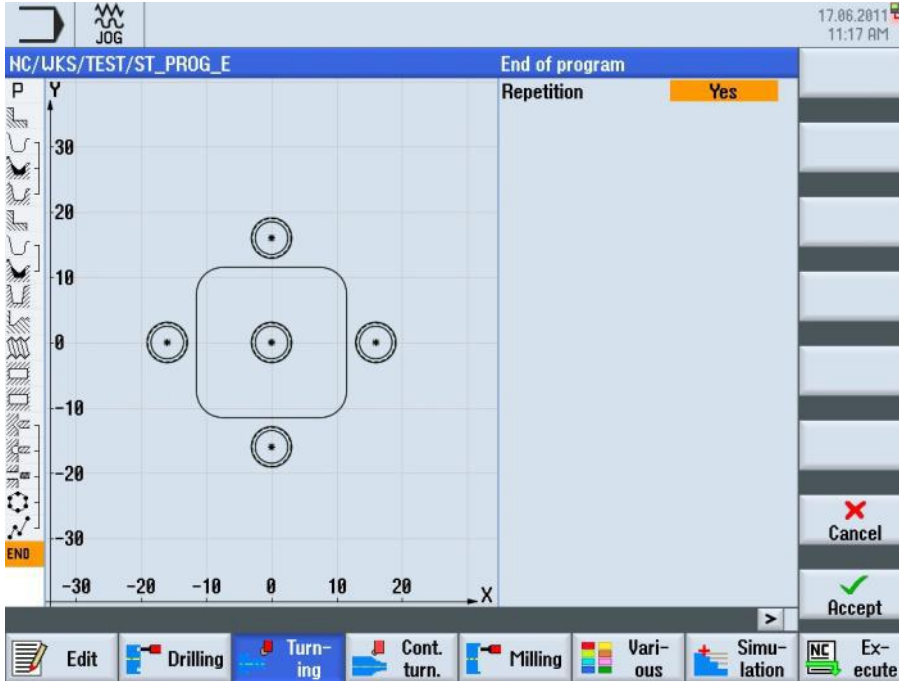 JOG
17.06.2011
11:17 AM
NC/WKS/TEST/ST_PROG_E
End of program
P
Y
Repetition
Yes
30
20
10
0
-10
-20
-30
END
-30 -20 -10 0 10 20
X
Cancel
Accept
>
Edit
Drilling
Turn-
ing
Cont.
turn.
Milling
Vari-
ous
Simu-
lation
NC
Ex-
ecute